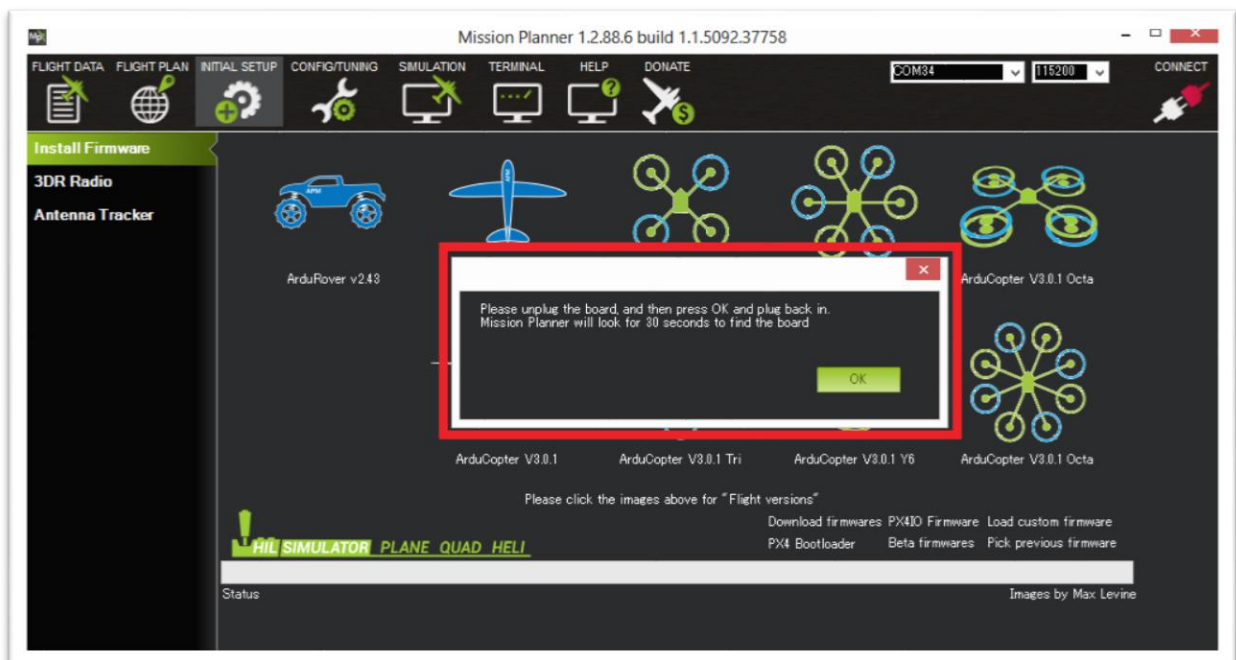 Mission Planner 1.2.88.6 build 1.1.5092.37758
FLIGHT DATA FLIGHT PLAN INITIAL SETUP CONFIG/TUNING SIMULATION TERMINAL HELP DONATE COM34 115200 CONNECT
Install Firmware
3DR Radio
Antenna Tracker
APM
APM
ArduRover v2.43
ArduCopter V3.0.1 Octa
Please unplug the board, and then press OK and plug back in.
Mission Planner will look for 30 seconds to find the board
OK
ArduCopter V3.0.1 ArduCopter V3.0.1 Tri ArduCopter V3.0.1 Y6 ArduCopter V3.0.1 Octa
Please click the images above for "Flight versions"
Download firmwares PX4IO Firmware Load custom firmware
HIL SIMULATOR PLANE QUAD HELI
PX4 Bootloader Beta firmwares Pick previous firmware
Status Images by Max Levine